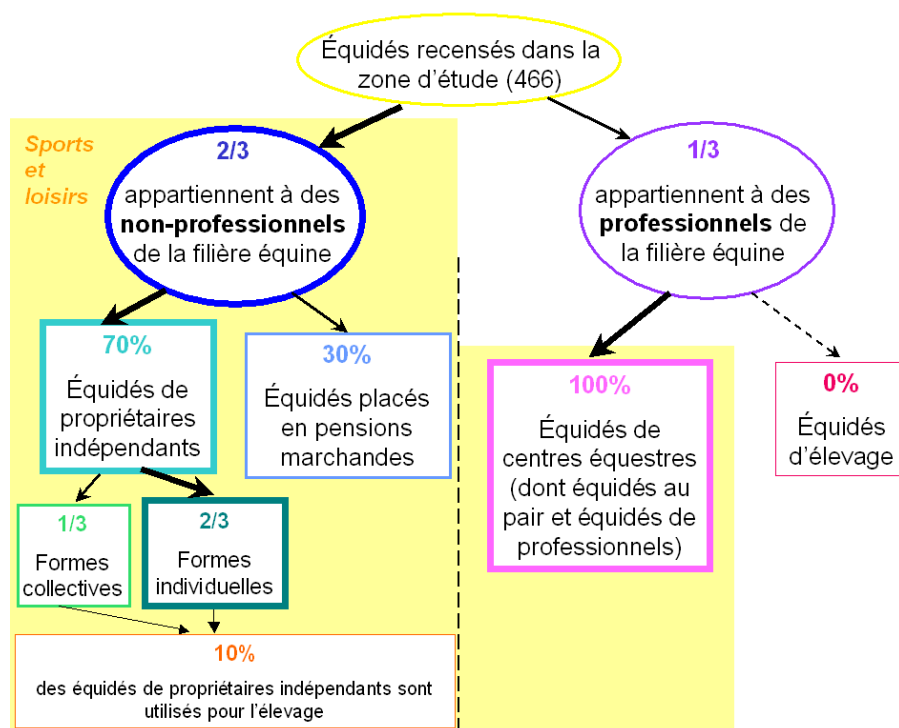 Équidés recensés dans la
zone d'étude (466)
Sports
et
loisirs
2/3
appartiennent à des
non-professionnels
de la filière équine
1/3
appartiennent à des
professionnels de
la filière équine
70%
Équidés de
propriétaires
indépendants
30%
Équidés placés
en pensions
marchandes
100%
Équidés de
centres équestres
(dont équidés au
pair et équidés de
professionnels)
0%
Équidés
d'élevage
1/3
Formes
collectives
2/3
Formes
individuelles
10%
des équidés de propriétaires indépendants sont
utilisés pour l'élevage